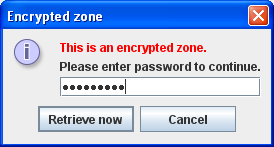 Encrypted zone
This is an encrypted zone.
Please enter password to continue.
●●●●●●●●●
Retrieve now
Cancel